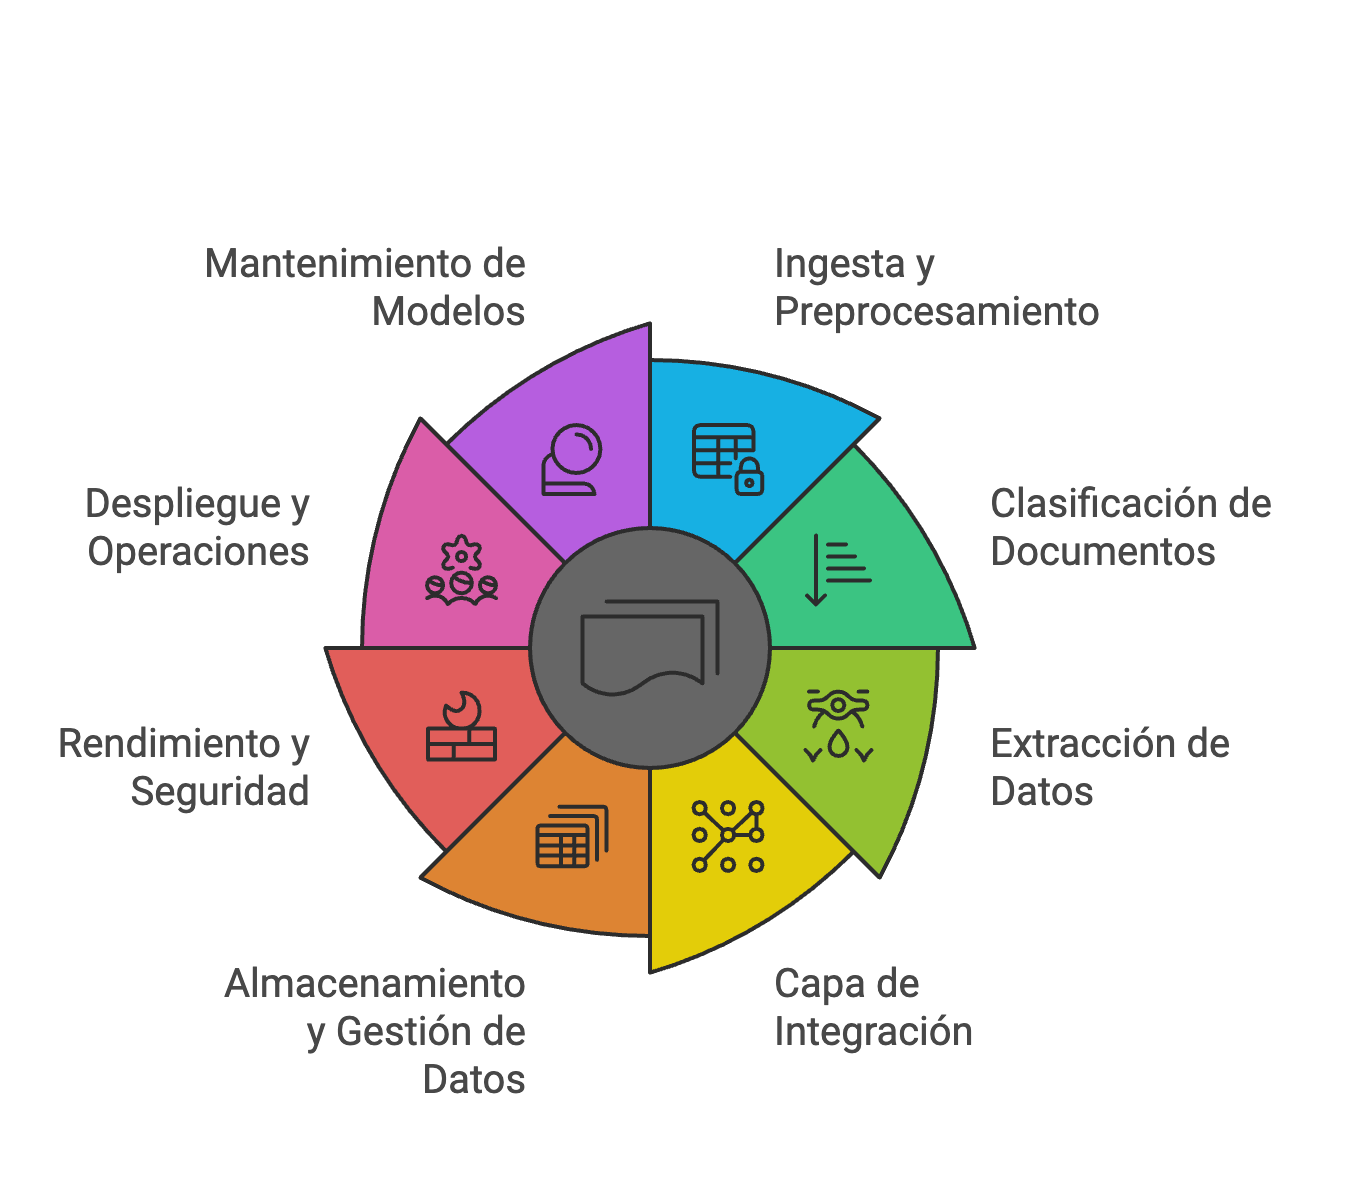 Mantenimiento de
Modelos
Ingesta y
Preprocesamiento
Despliegue y
Operaciones
Clasificación de
Documentos
Rendimiento y
Seguridad
Extracción de
Datos
Almacenamiento
y Gestión de
Datos
Capa de
Integración